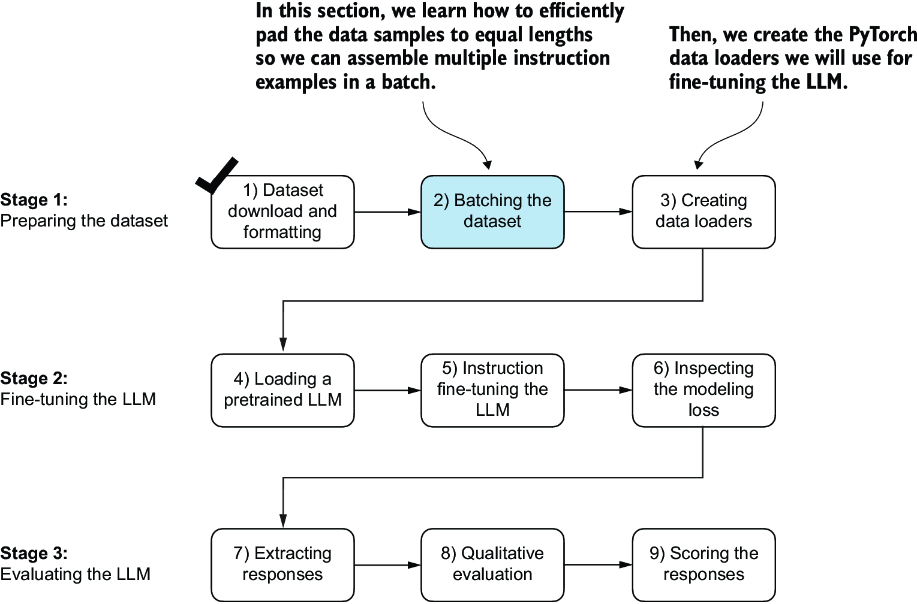 In this section, we learn how to efficiently
pad the data samples to equal lengths
so we can assemble multiple instruction
examples in a batch.
Then, we create the PyTorch
data loaders we will use for
fine-tuning the LLM.
Stage 1:
Preparing the dataset
1) Dataset
download and
formatting
2) Batching the
dataset
3) Creating
data loaders
Stage 2:
Fine-tuning the LLM
4) Loading a
pretrained LLM
5) Instruction
fine-tuning the
LLM
6) Inspecting
the modeling
loss
Stage 3:
Evaluating the LLM
7) Extracting
responses
8) Qualitative
evaluation
9) Scoring the
responses